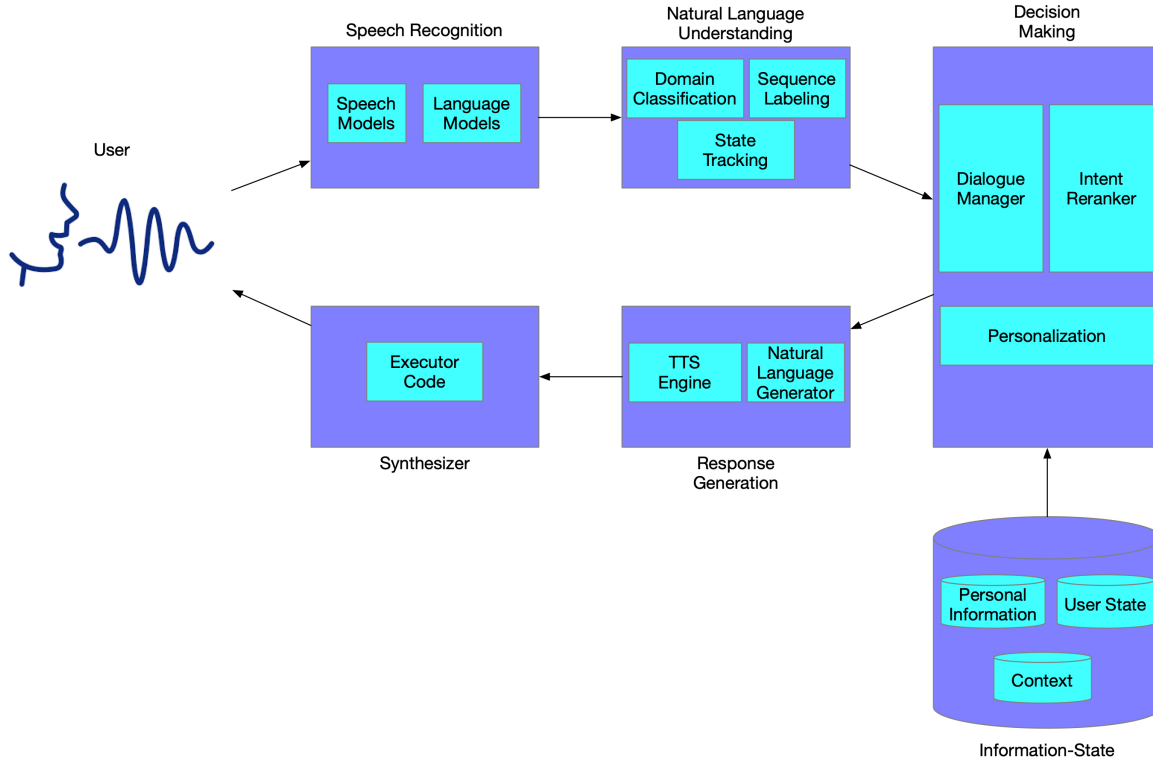 Speech Recognition
Speech
Models
Language
Models
Natural Language
Understanding
Domain
Classification
Sequence
Labeling
State
Tracking
Decision
Making
Dialogue
Manager
Intent
Reranker
Personalization
User
Executor
Code
Synthesizer
TTS
Engine
Natural
Language
Generator
Response
Generation
Personal
Information
User State
Context
Information-State